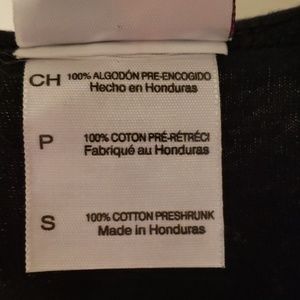 CH 100% ALGODÓN PRE-ENCOGIDO
Hecho en Honduras
P 100% COTON PRÉ-RÉTRÉCI
Fabriqué au Honduras
S 100% COTTON PRESHRUNK
Made in Honduras